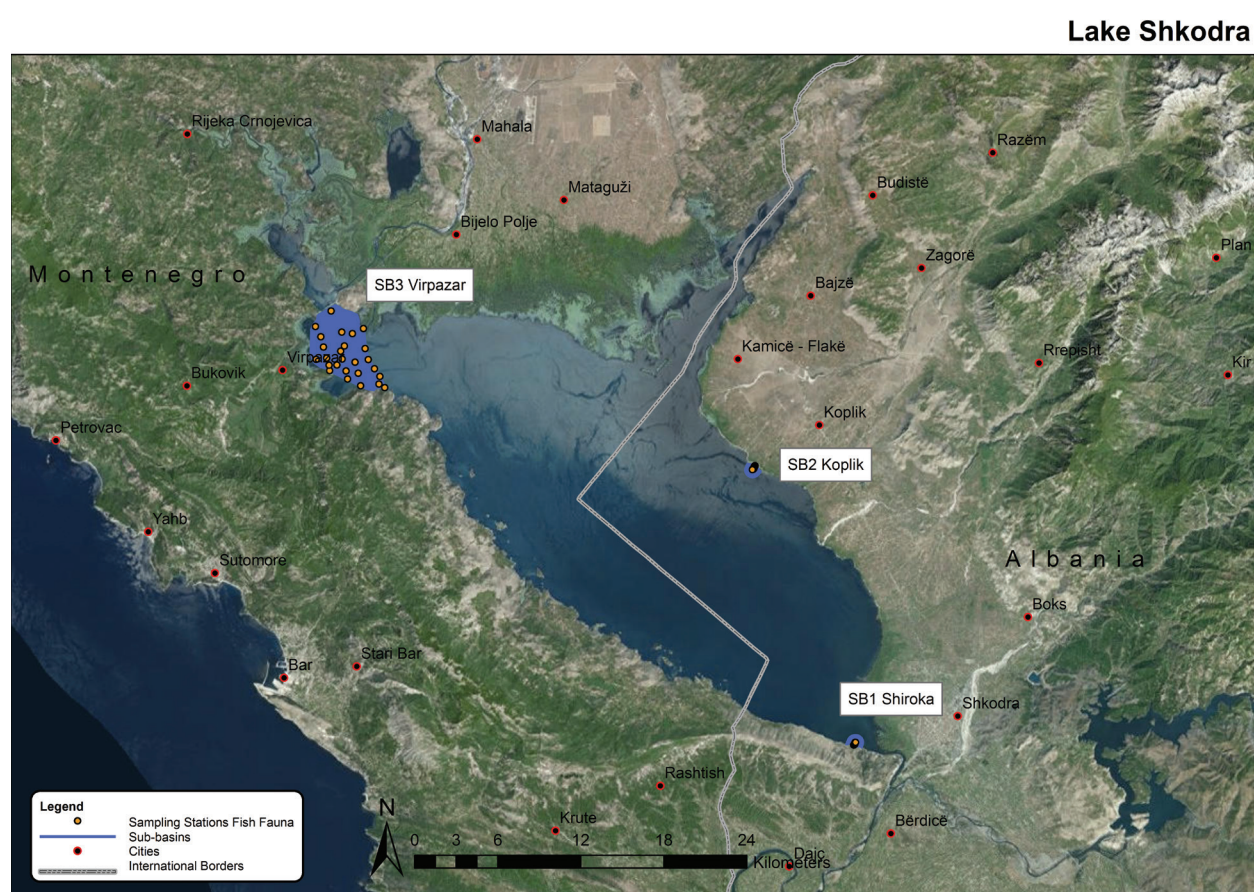 Lake Shkodra
Rijeka Crnojevica
Mahala
Razëm
Mataguži
Budistë
Bijelo Polje
Plan
Zagorë
Montenegro
SB3 Virpazar
Bajzë
Virpazar
Kamicë - Flakë
Rrepisht
Kir
Bukovik
Petrovac
Koplik
SB2 Koplik
Yahb
Albania
Sutomore
Boks
Bar
Stari Bar
SB1 Shiroka
Shkodra
Rashtish
Krute
Bërdicë
Dajc
Legend
Sampling Stations Fish Fauna
Sub-basins
Cities
International Borders
N
0 3 6 12 18 24
Kilometers